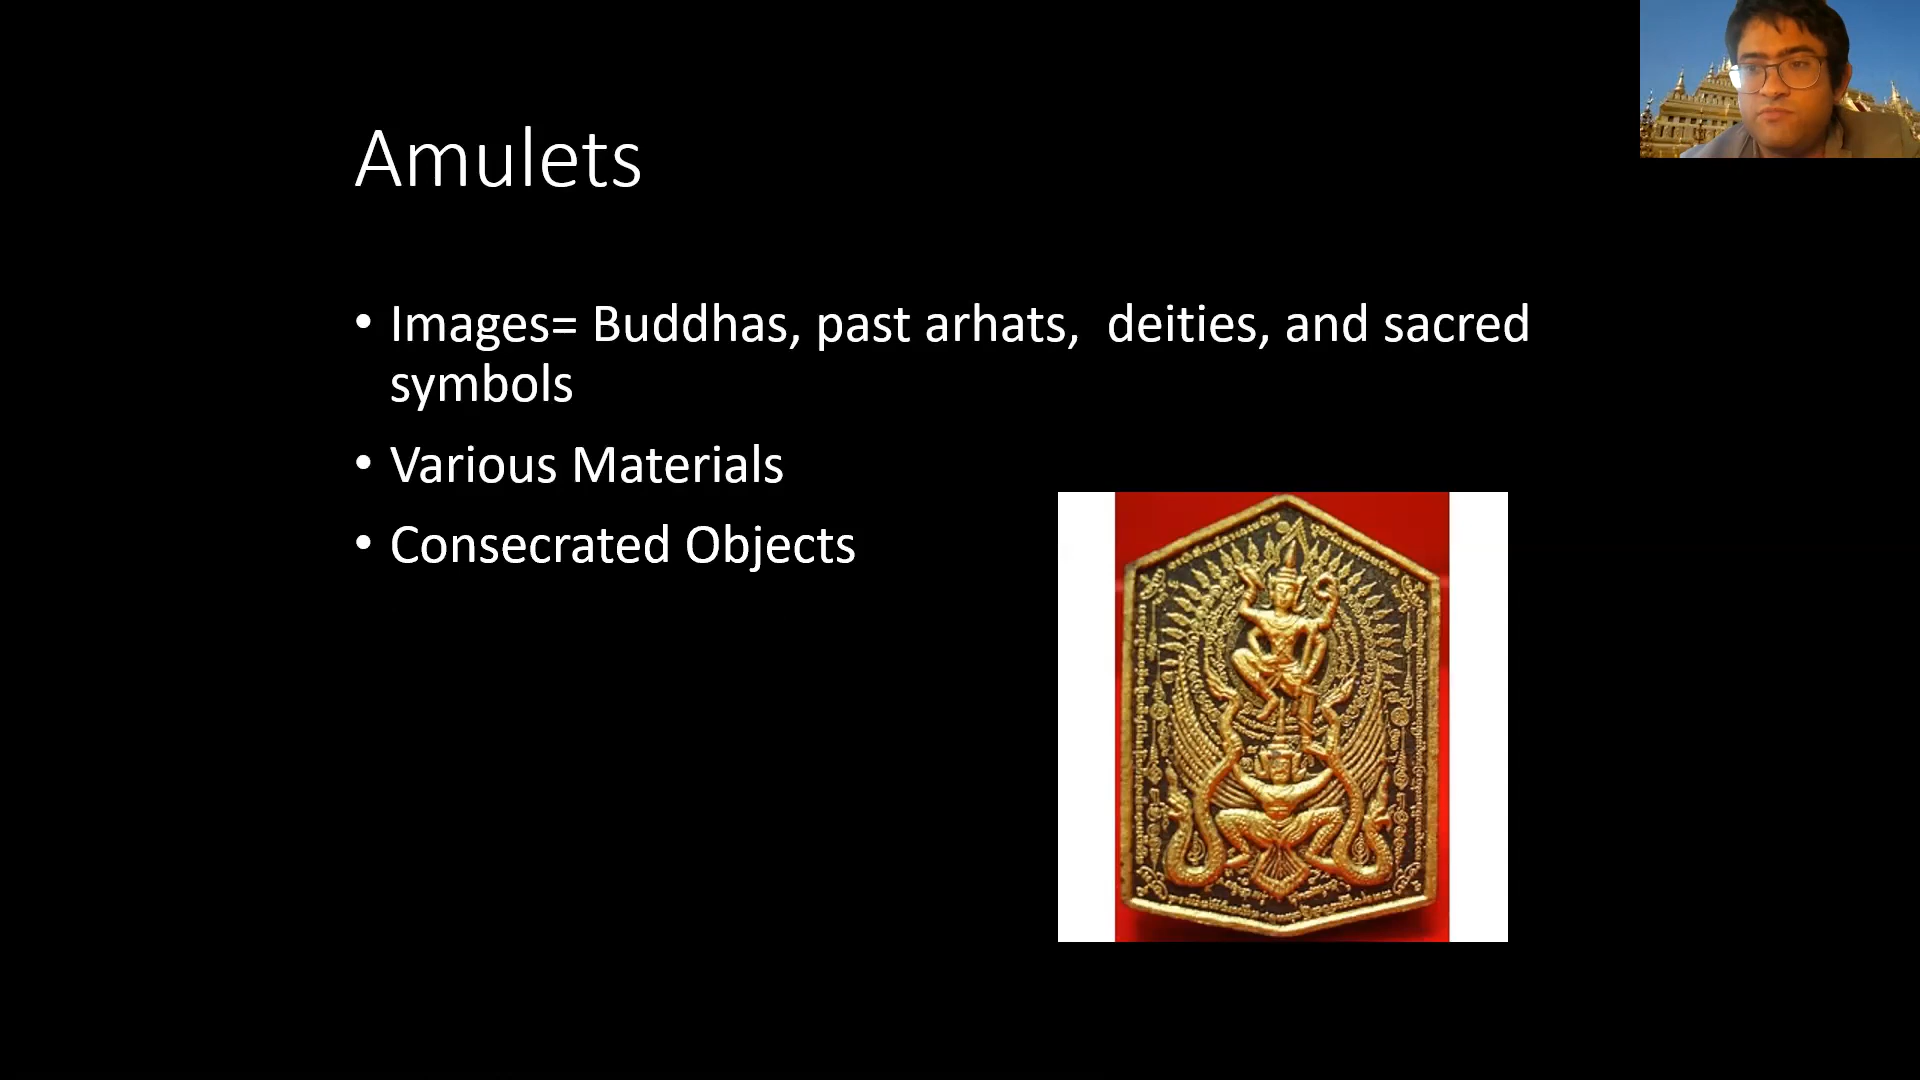 Amulets
• Images= Buddhas, past arhats,  deities, and sacred
symbols
• Various Materials
• Consecrated Objects